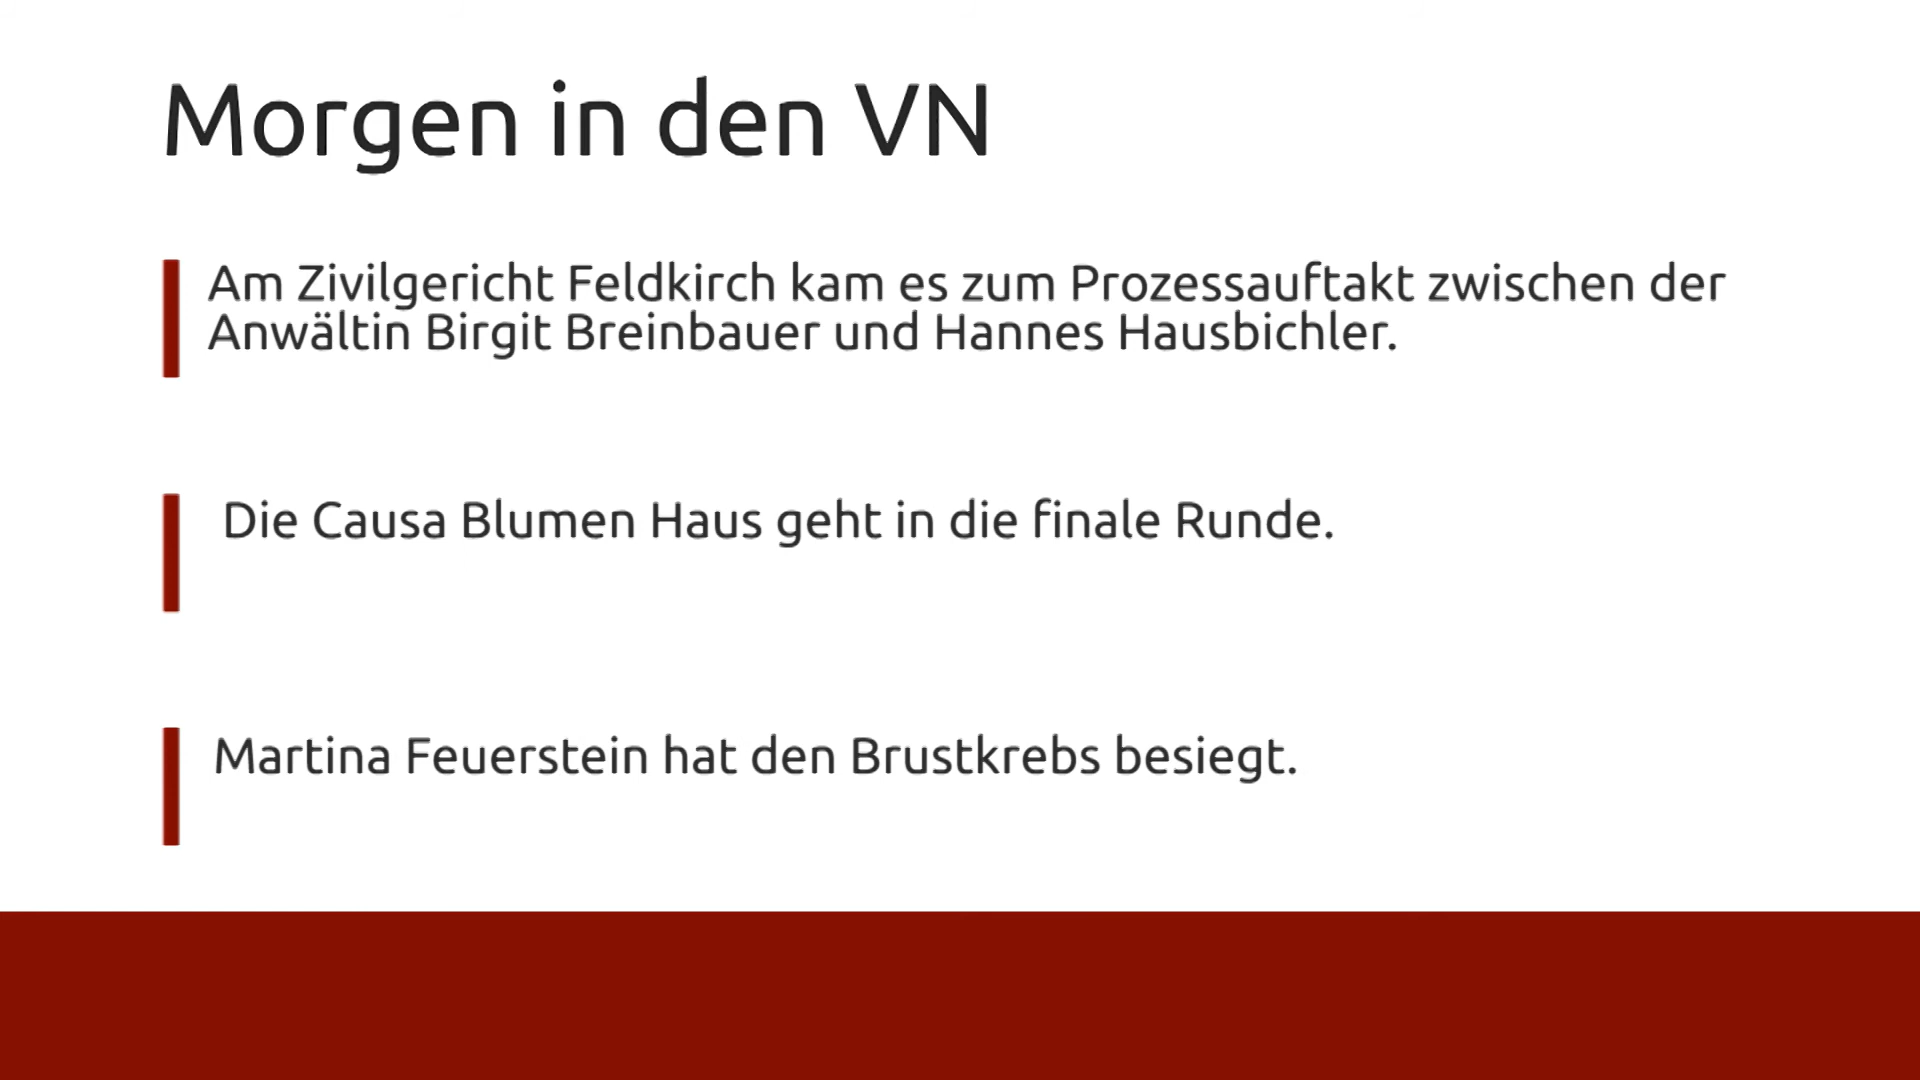 Morgen in den VN
Am Zivilgericht Feldkirch kam es zum Prozessauftakt zwischen der
Anwältin Birgit Breinbauer und Hannes Hausbichler.
Die Causa Blumen Haus geht in die finale Runde.
Martina Feuerstein hat den Brustkrebs besiegt.